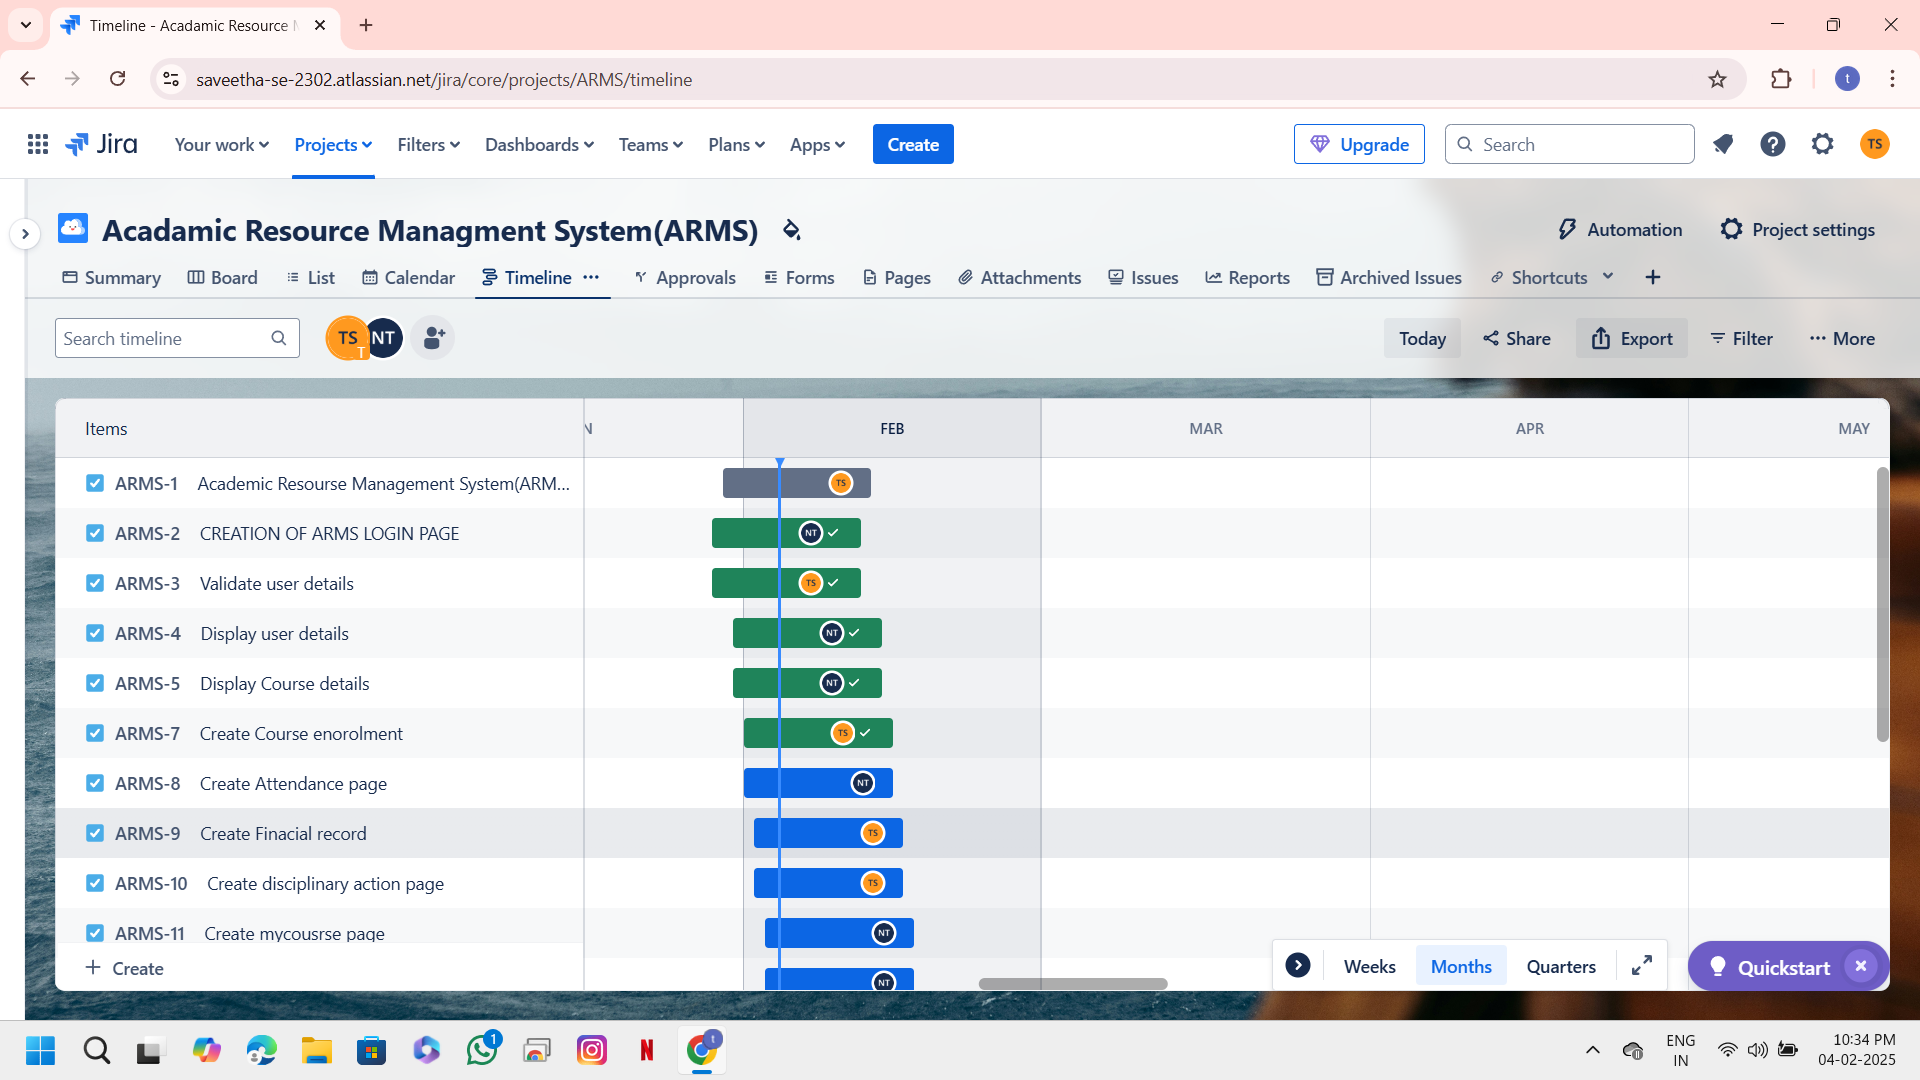 Timeline - Acadamic Resource M
saveetha-se-2302.atlassian.net/jira/core/projects/ARMS/timeline
t
Jira
Your work
Projects
Filters
Dashboards
Teams
Plans
Apps
Create
Upgrade
Search
TS
Acadamic Resource Managment System(ARMS)
Automation
Project settings
Summary
Board
List
Calendar
Timeline
Approvals
Forms
Pages
Attachments
Issues
Reports
Archived Issues
Shortcuts
Search timeline
TS
T
NT
Today
Share
Export
Filter
More
Items
N
FEB
MAR
APR
MAY
ARMS-1 Academic Resourse Management System(ARM...
TS
ARMS-2 CREATION OF ARMS LOGIN PAGE
NT
ARMS-3 Validate user details
TS
ARMS-4 Display user details
NT
ARMS-5 Display Course details
NT
ARMS-7 Create Course enorolment
TS
ARMS-8 Create Attendance page
NT
ARMS-9 Create Finacial record
TS
ARMS-10 Create disciplinary action page
TS
ARMS-11 Create mycousrse page
NT
NT
+ Create
Weeks
Months
Quarters
Quickstart
1
N
t
ENG
IN
10:34 PM
04-02-2025